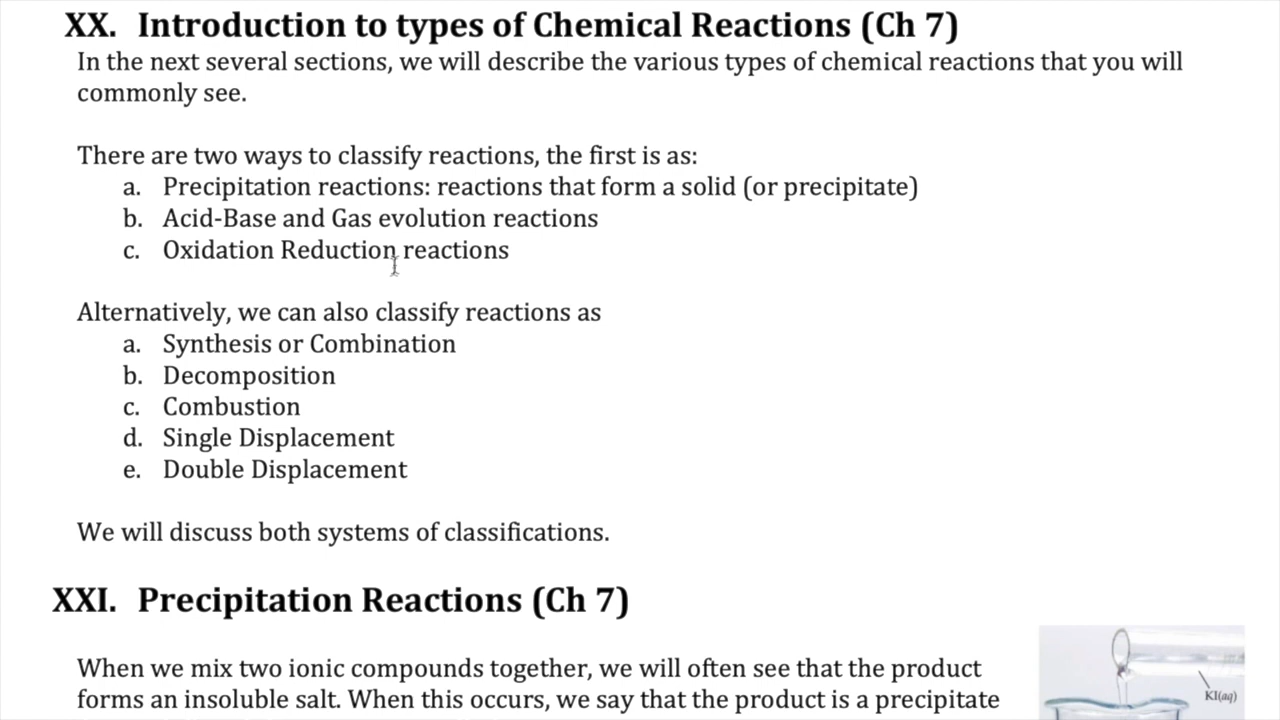 XX. Introduction to types of Chemical Reactions (Ch 7)
In the next several sections, we will describe the various types of chemical reactions that you will
commonly see.
There are two ways to classify reactions, the first is as:
a. Precipitation reactions: reactions that form a solid (or precipitate)
b. Acid-Base and Gas evolution reactions
c. Oxidation Reduction reactions
Alternatively, we can also classify reactions as
a. Synthesis or Combination
b. Decomposition
c. Combustion
d. Single Displacement
e. Double Displacement
We will discuss both systems of classifications.
XXI. Precipitation Reactions (Ch 7)
When we mix two ionic compounds together, we will often see that the product
forms an insoluble salt. When this occurs, we say that the product is a precipitate
KI(aq)